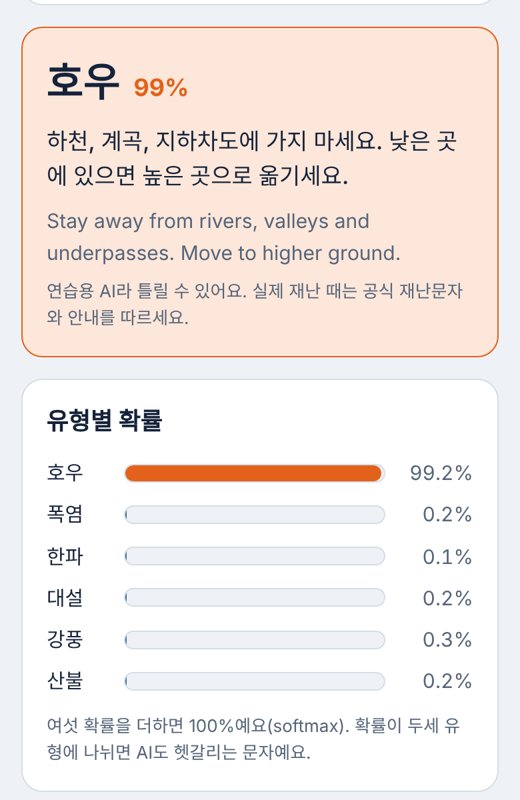 호우 99%
하천, 계곡, 지하차도에 가지 마세요. 낮은 곳
에 있으면 높은 곳으로 옮기세요.
Stay away from rivers, valleys and
underpasses. Move to higher ground.
연습용 AI라 틀릴 수 있어요. 실제 재난 때는 공식 재난문자
와 안내를 따르세요.
유형별 확률
호우 99.2%
폭염 0.2%
한파 0.1%
대설 0.2%
강풍 0.3%
산불 0.2%
여섯 확률을 더하면 100%예요(softmax). 확률이 두세 유
형에 나뉘면 AI도 헷갈리는 문자예요.